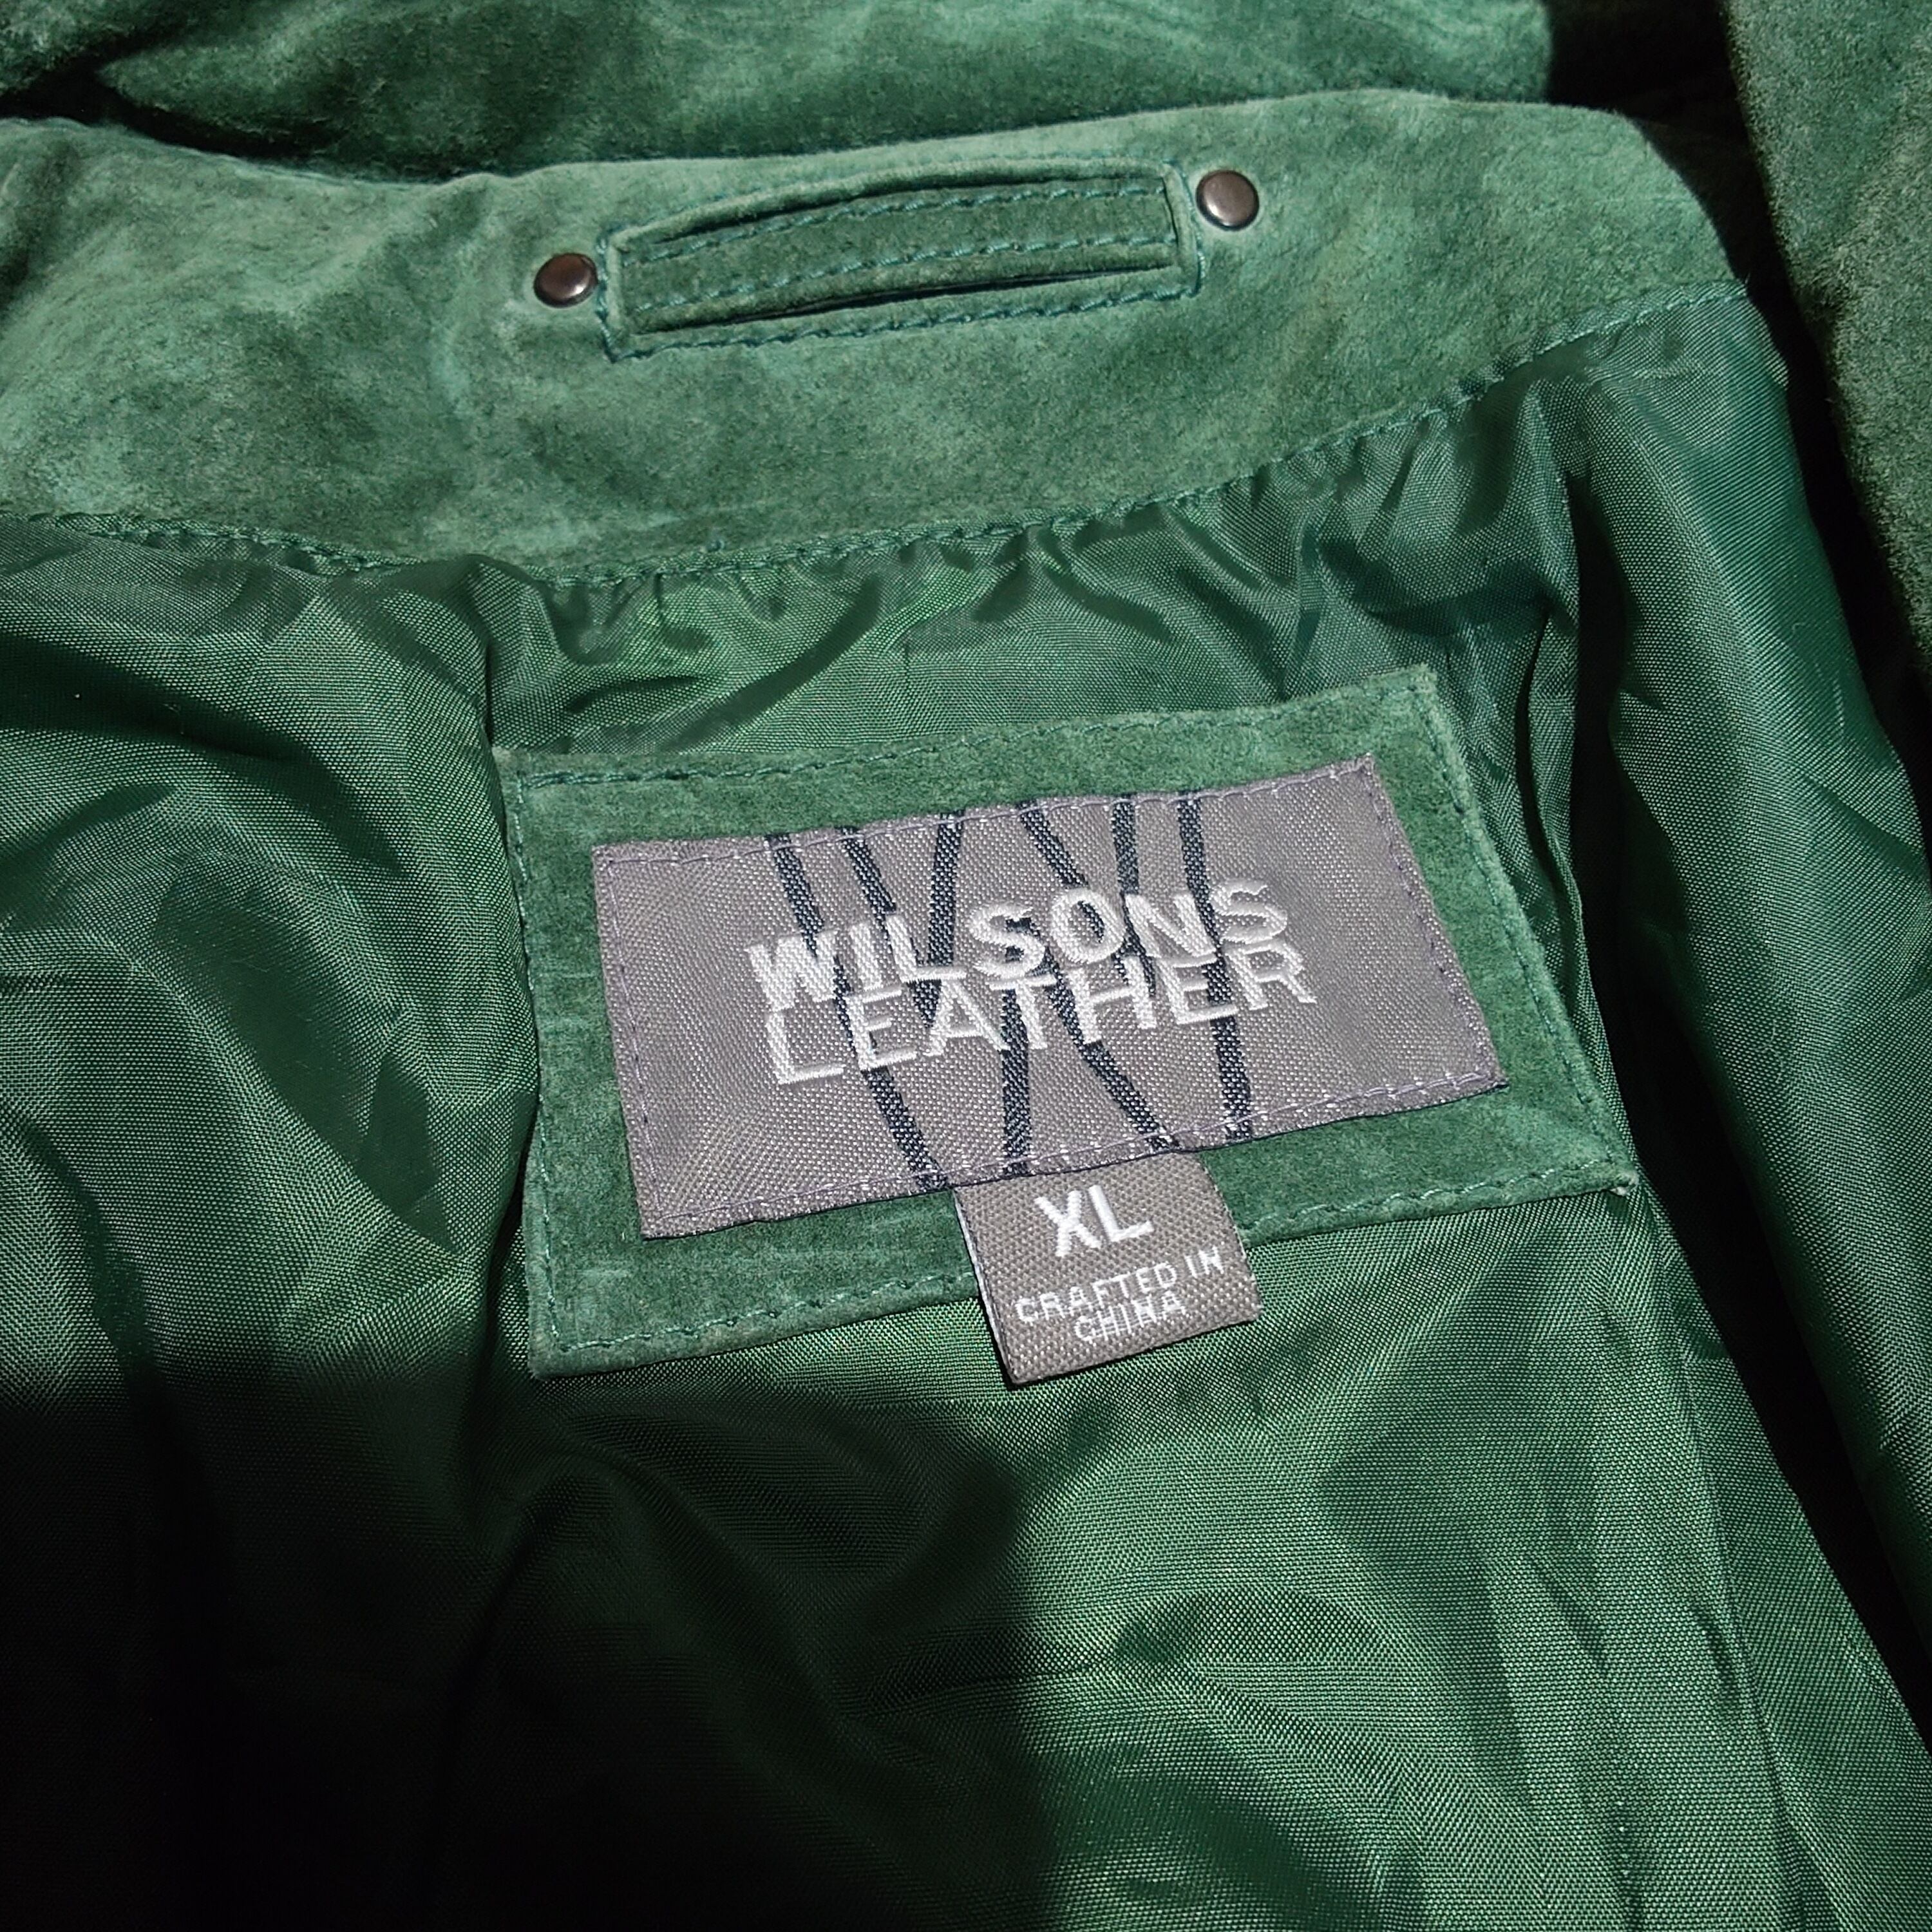 WILSONS
LEATHER
XL
CRAFTED IN
CHINA